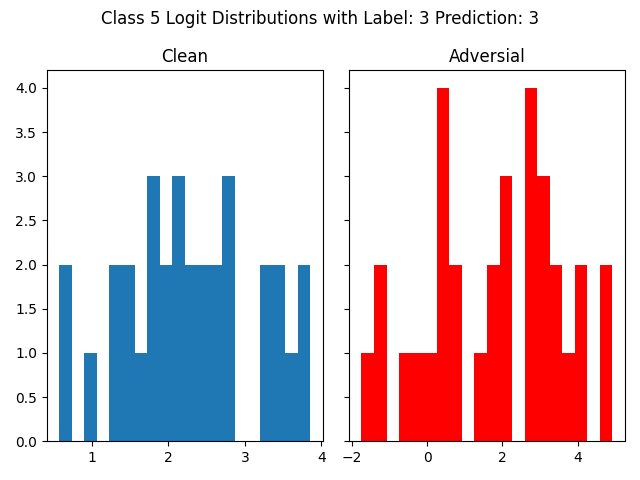 Class 5 Logit Distributions with Label: 3 Prediction: 3
Clean
Adversial
4.0
3.5
3.0
2.5
2.0
1.5
1.0
0.5
0.0
1 2 3 4
−2 0 2 4